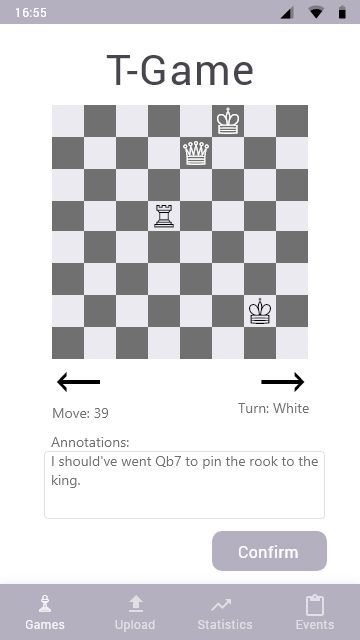 16:55
T-Game
Move: 39
Turn: White
Annotations:
I should've went Qb7 to pin the rook to the
king.
Confirm
Games
Upload
Statistics
Events